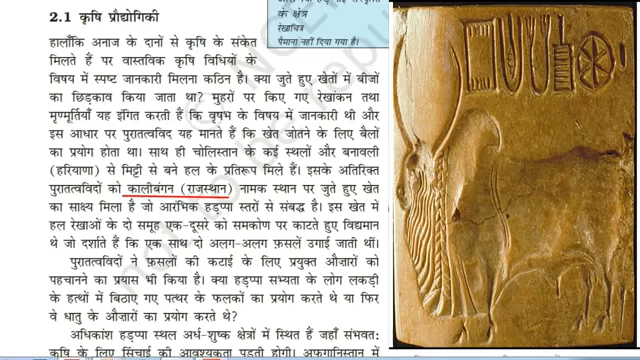 के क्षेत्र
रेखाचित्र
पैमाना नहीं दिया गया है।
2.1 कृषि प्रौद्योगिकी
हालाँकि अनाज के दानों से कृषि के संकेत
मिलते हैं पर वास्तविक कृषि विधियों के
विषय में स्पष्ट जानकारी मिलना कठिन है। क्या जुते हुए खेतों में बीजों
का छिड़काव किया जाता था? मुहरों पर किए गए रेखांकन तथा
मृण्मूर्तियाँ यह इंगित करती हैं कि वृषभ के विषय में जानकारी थी और
इस आधार पर पुरातत्वविद यह मानते हैं कि खेत जोतने के लिए बैलों
का प्रयोग होता था। साथ ही चोलिस्तान के कई स्थलों और बनावली
(हरियाणा) से मिट्टी से बने हल के प्रतिरूप मिले हैं। इसके अतिरिक्त
पुरातत्वविदों को कालीबंगन (राजस्थान) नामक स्थान पर जुते हुए खेत
का साक्ष्य मिला है जो आरंभिक हड़प्पा स्तरों से संबद्ध है। इस खेत में
हल रेखाओं के दो समूह एक-दूसरे को समकोण पर काटते हुए विद्यमान
थे जो दर्शाते हैं कि एक साथ दो अलग-अलग फ़सलें उगाई जाती थीं।
पुरातत्वविदों ने फ़सलों की कटाई के लिए प्रयुक्त औज़ारों को
पहचानने का प्रयास भी किया है। क्या हड़प्पा सभ्यता के लोग लकड़ी
के हत्थों में बिठाए गए पत्थर के फलकों का प्रयोग करते थे या फिर
वे धातु के औज़ारों का प्रयोग करते थे?
अधिकांश हड़प्पा स्थल अर्ध-शुष्क क्षेत्रों में स्थित हैं जहाँ संभवत:
कृषि के लिए सिंचाई की आवश्यकता पड़ती होगी। अफ़गानिस्तान में